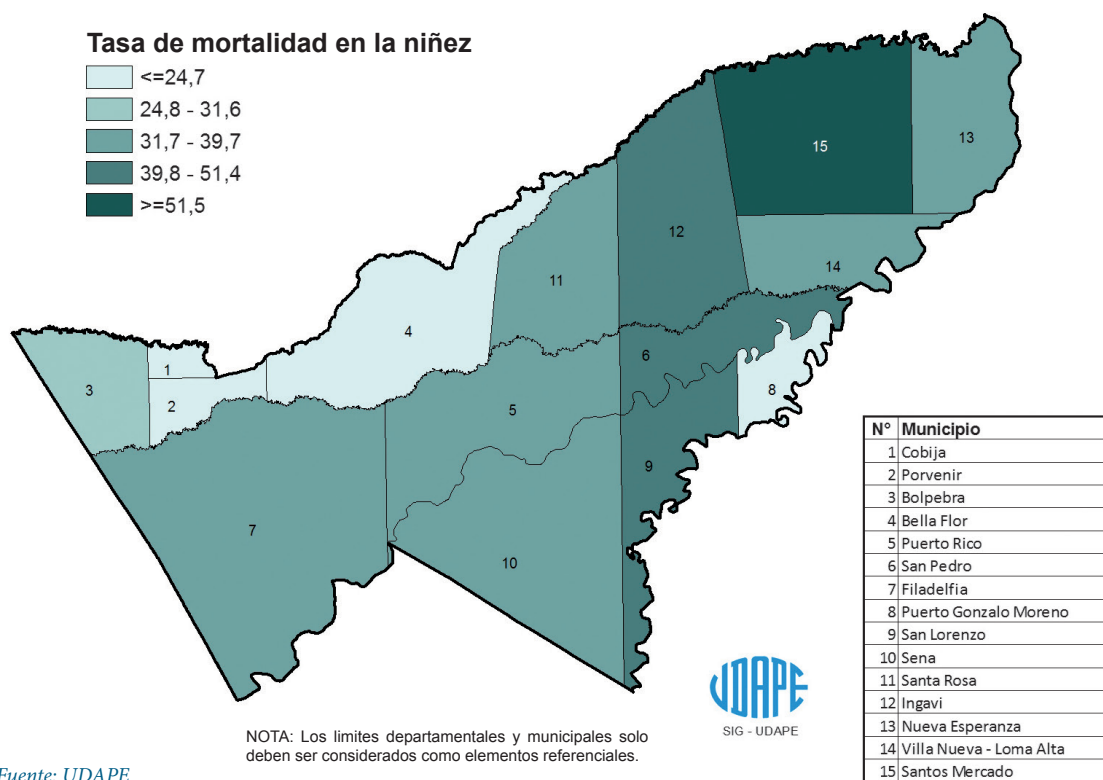 Tasa de mortalidad en la niñez
<=24,7
24,8 - 31,6
31,7 - 39,7
39,8 - 51,4
>=51,5
15
13
12
14
11
4
6
1
3
2
8
5
9
7
10
N° Municipio
1 Cobija
2 Porvenir
3 Bolpebra
4 Bella Flor
5 Puerto Rico
6 San Pedro
7 Filadelfia
8 Puerto Gonzalo Moreno
9 San Lorenzo
10 Sena
11 Santa Rosa
12 Ingavi
13 Nueva Esperanza
14 Villa Nueva - Loma Alta
15 Santos Mercado
UDAPE
SIG - UDAPE
NOTA: Los limites departamentales y municipales solo
deben ser considerados como elementos referenciales.
Fuente: UDAPE